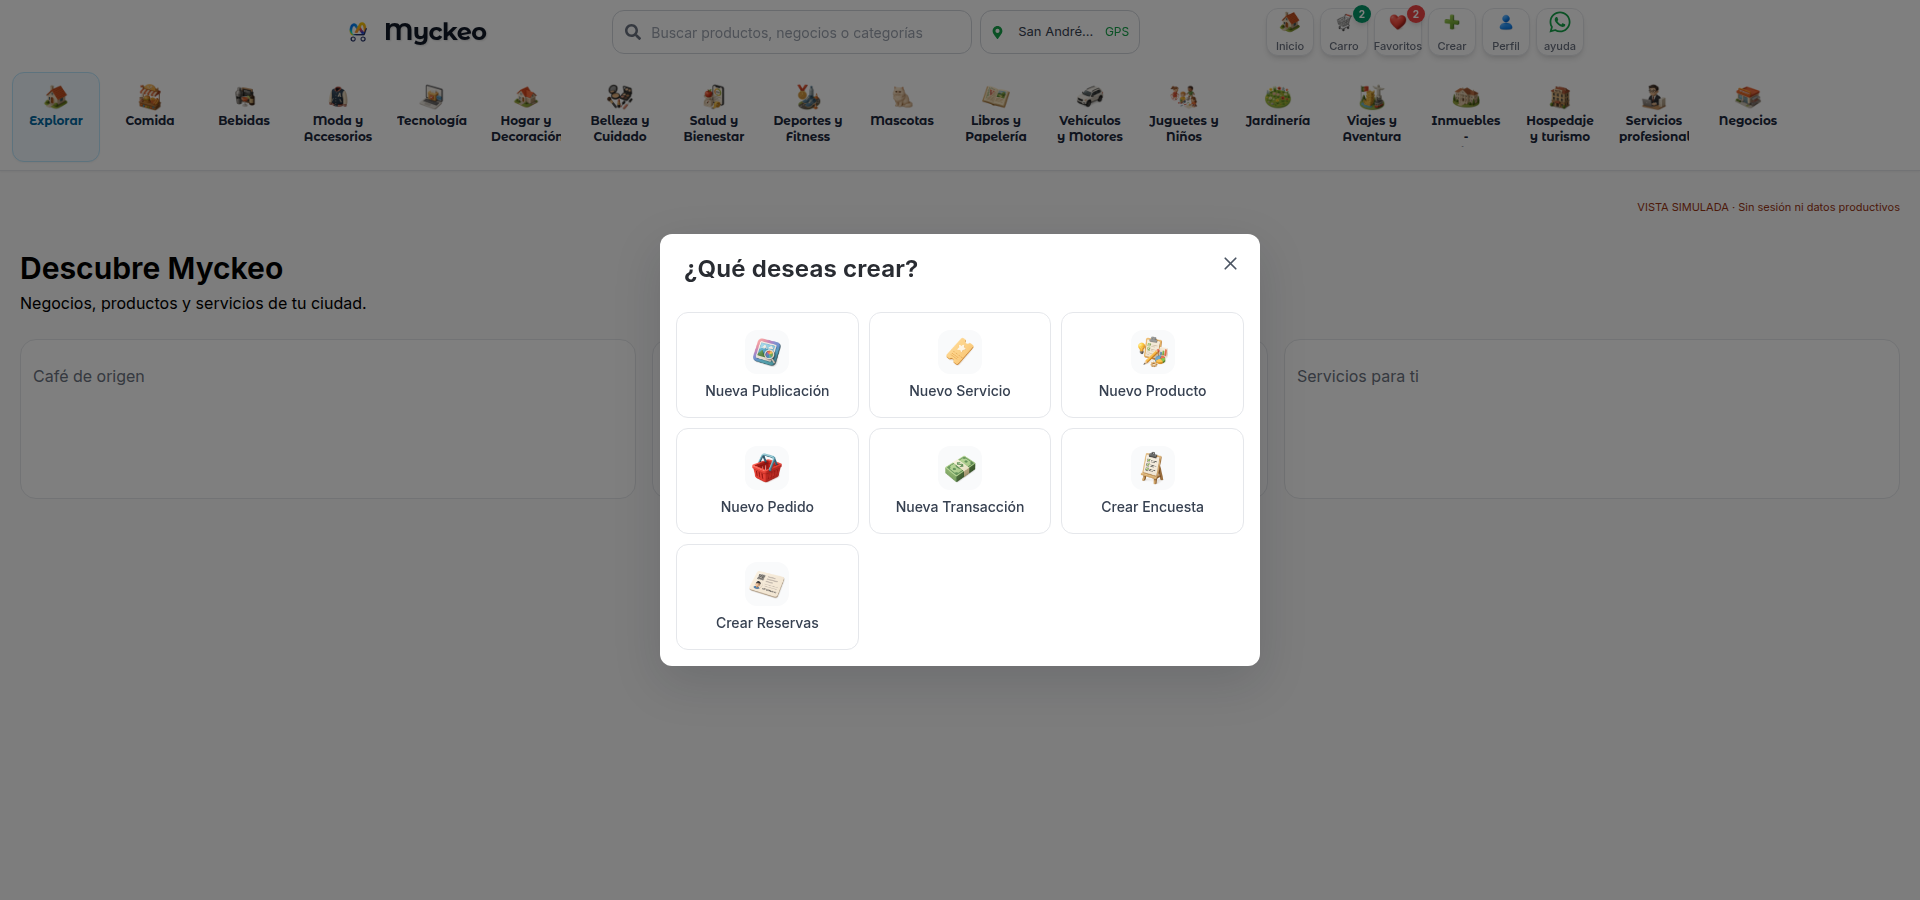 Myckeo
Buscar productos, negocios o categorías
San André...
GPS
Inicio
2
Carro
2
Favoritos
Crear
Perfil
ayuda
Explorar
Comida
Bebidas
Moda y
Accesorios
Tecnología
Hogar y
Decoración
Belleza y
Cuidado
Salud y
Bienestar
Deportes y
Fitness
Mascotas
Libros y
Papelería
Vehículos
y Motores
Juguetes y
Niños
Jardinería
Viajes y
Aventura
Inmuebles
-
Hospedaje
y turismo
Servicios
profesional
Negocios
VISTA SIMULADA · Sin sesión ni datos productivos
Descubre Myckeo
Negocios, productos y servicios de tu ciudad.
Café de origen
Servicios para ti
¿Qué deseas crear?
Nueva Publicación
Nuevo Servicio
Nuevo Producto
Nuevo Pedido
Nueva Transacción
Crear Encuesta
Crear Reservas